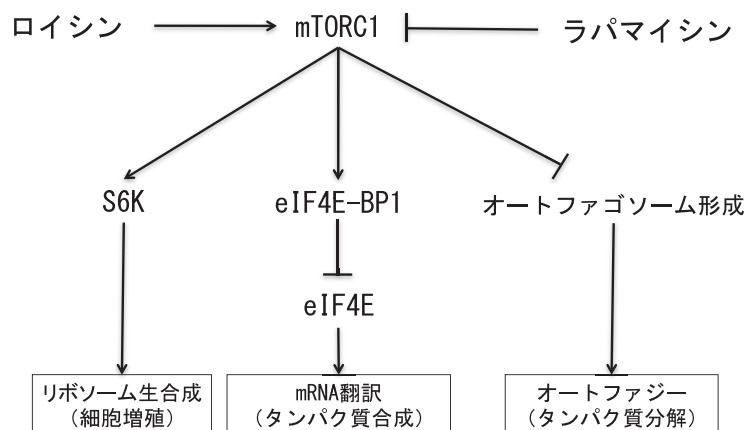 ロイシン
mTORC1
ラパマイシン
S6K
eIF4E-BP1
オートファゴソーム形成
eIF4E
リボソーム生合成
（細胞増殖）
mRNA翻訳
（タンパク質合成）
オートファジー
（タンパク質分解）